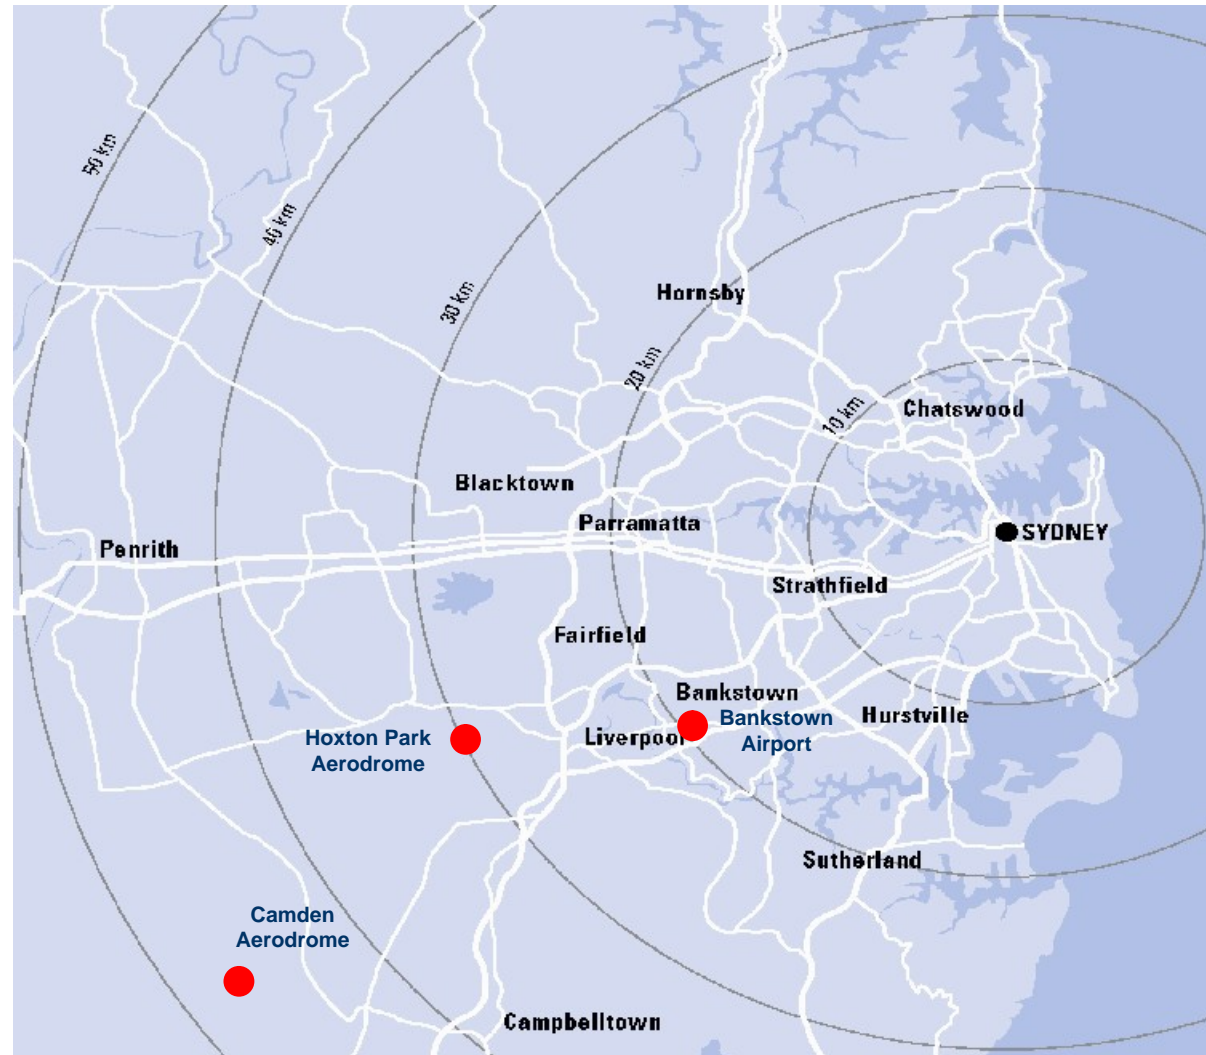 50 km
40 km
30 km
Hornsby
20 km
10 km
Chatswood
Blacktown
Parramatta
SYDNEY
Penrith
Strathfield
Fairfield
Bankstown
Hurstville
Bankstown
Airport
Liverpool
Hoxton Park
Aerodrome
Sutherland
Camden
Aerodrome
Campbelltown